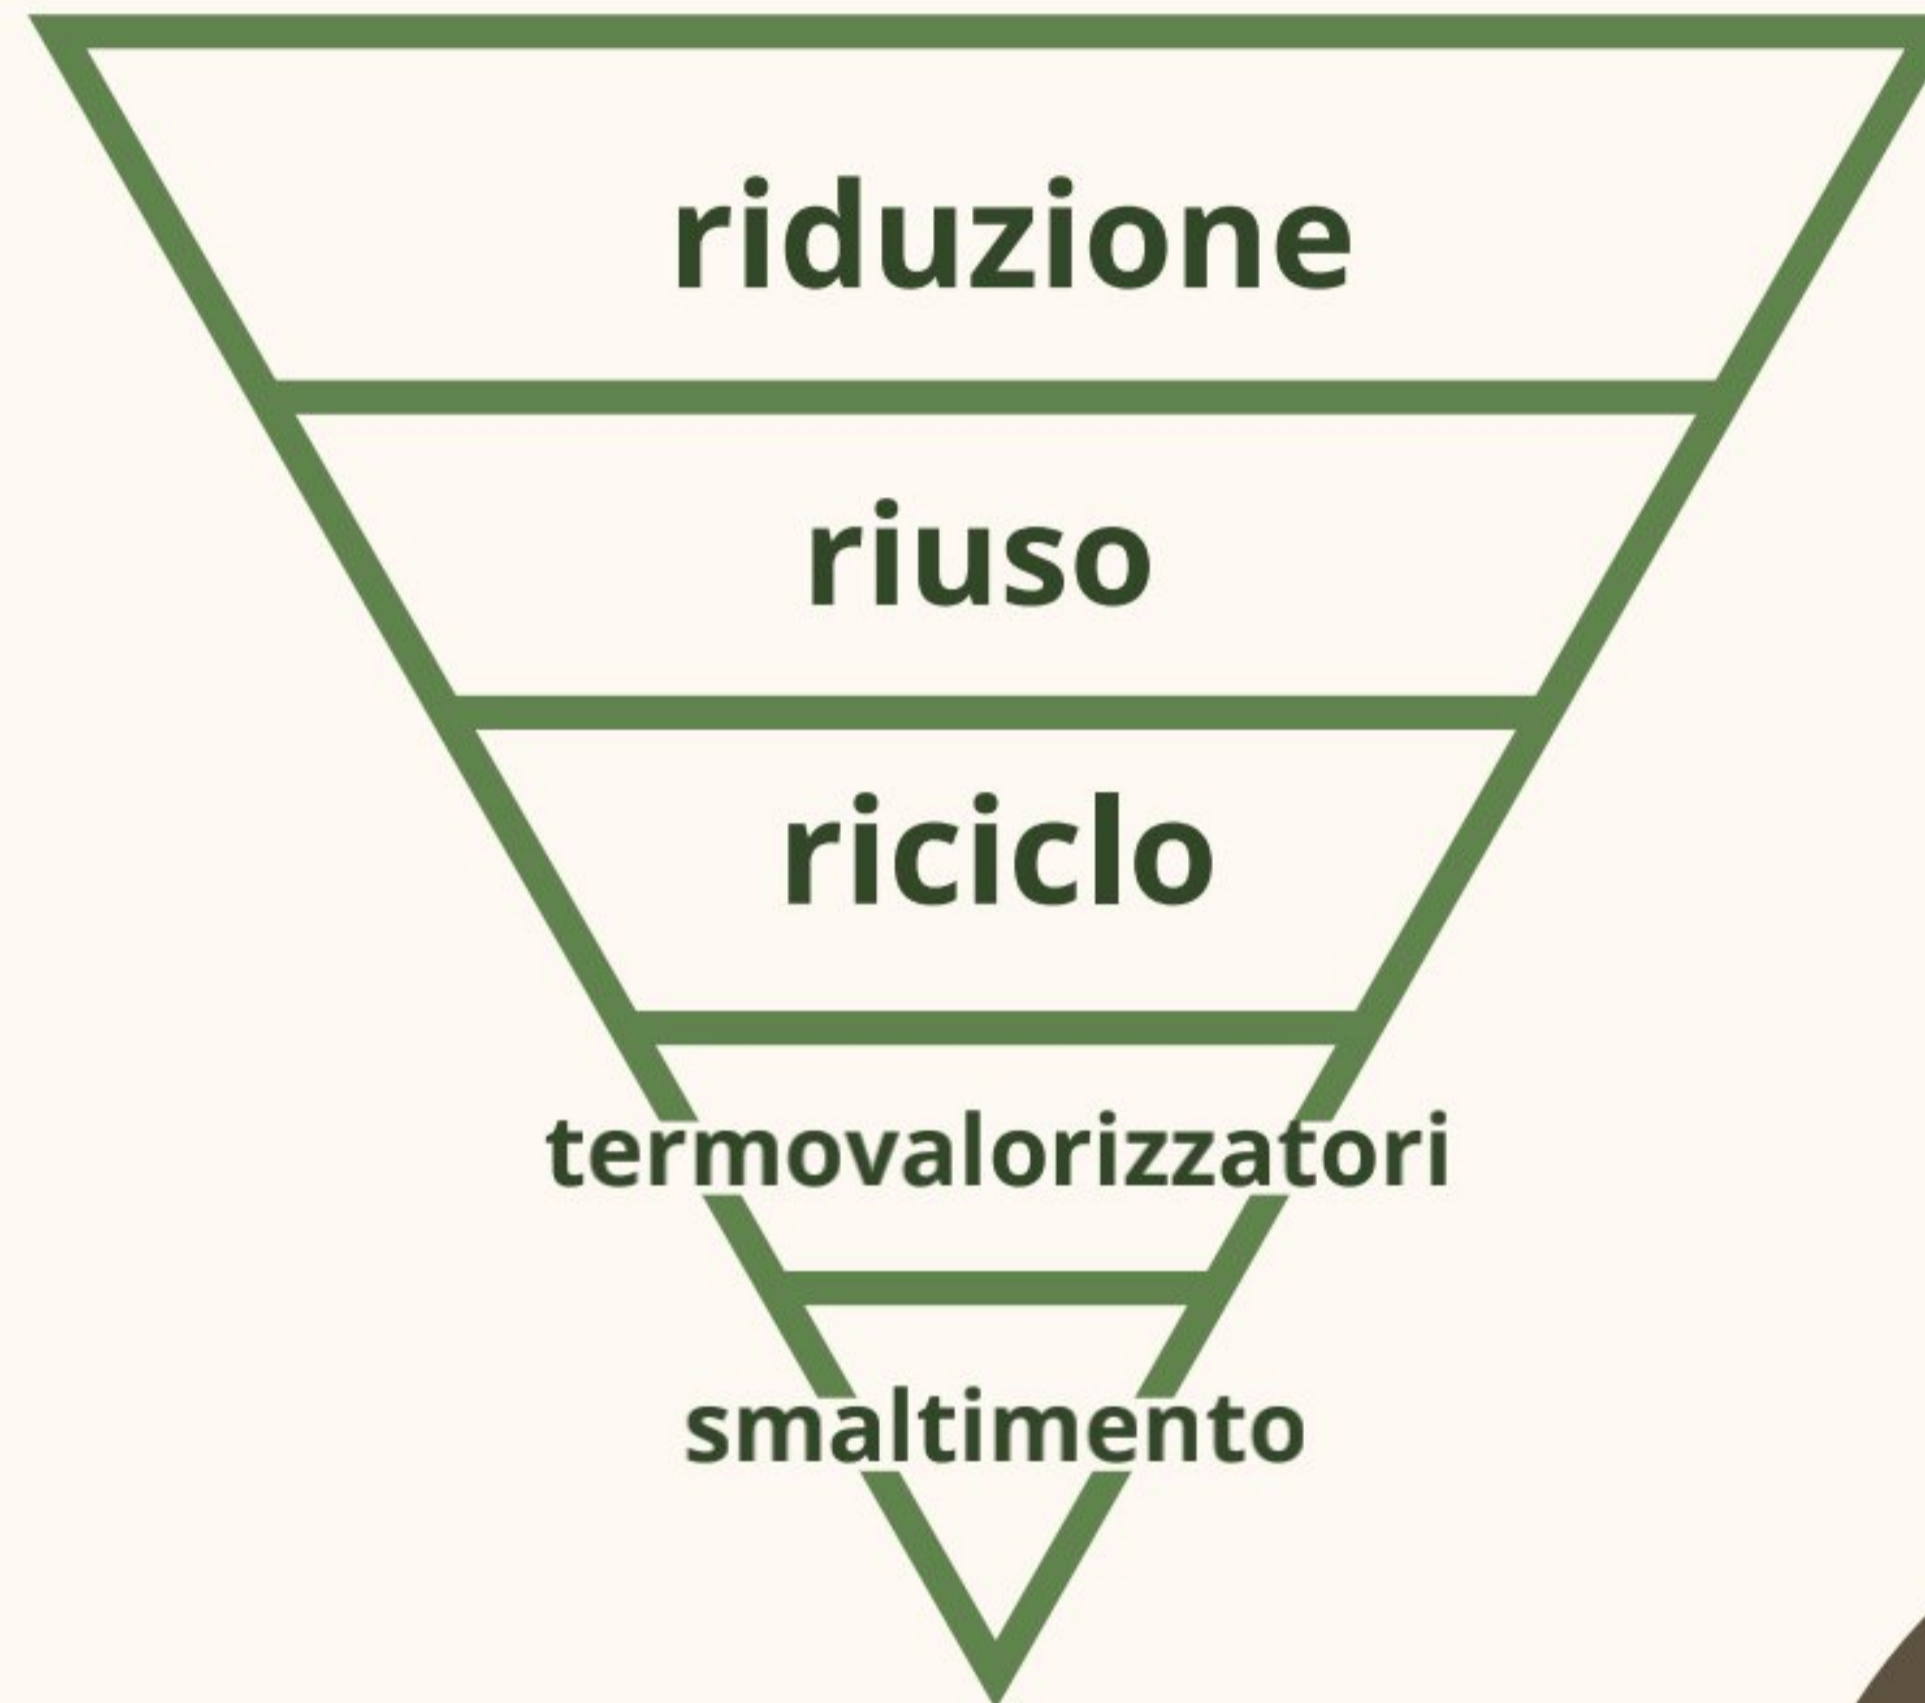 riduzione
riuso
riciclo
termovalorizzatori
smaltimento